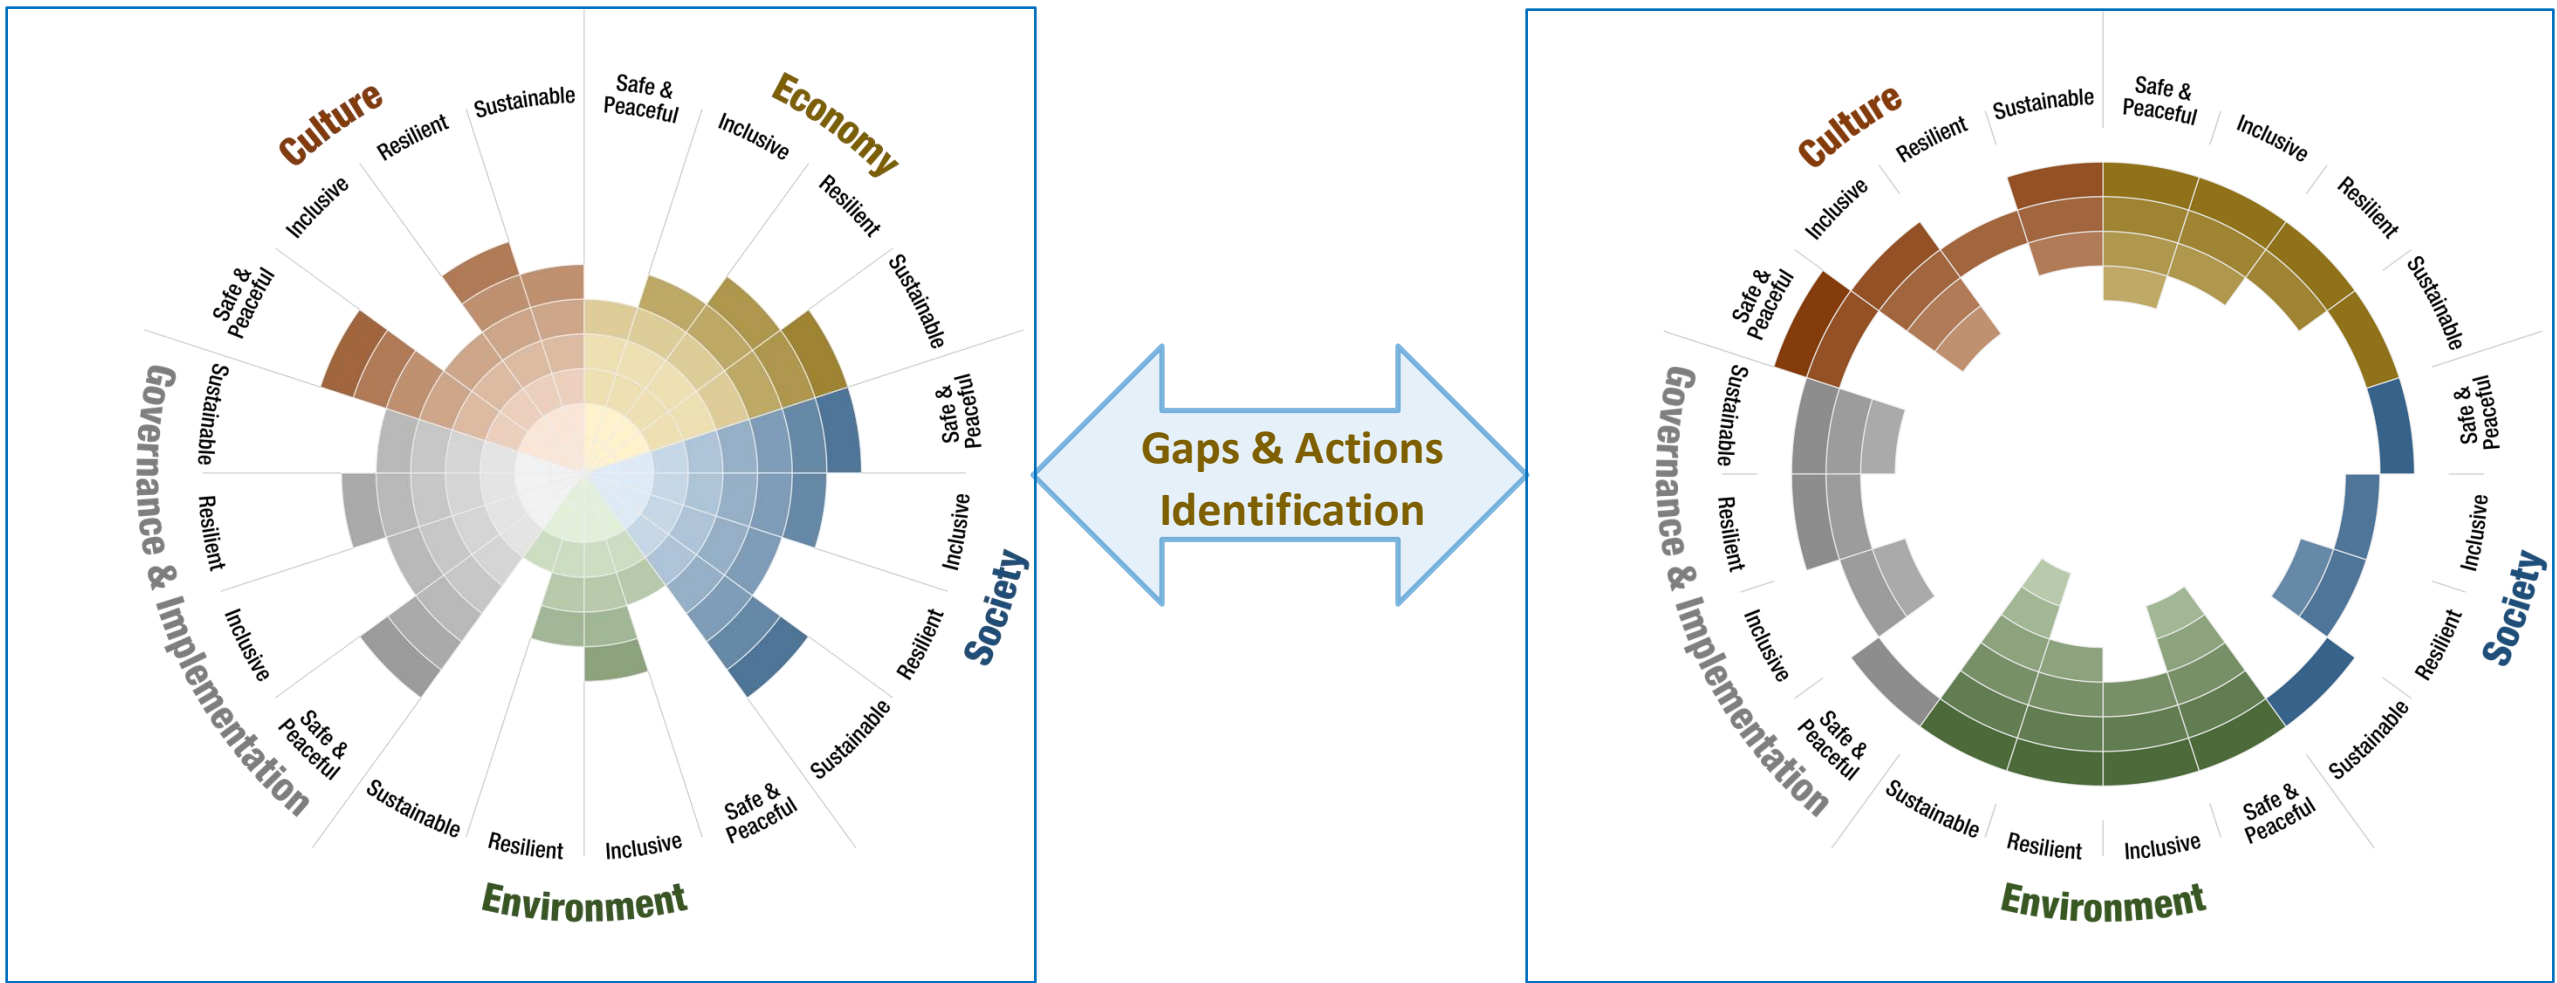 Culture
Economy
Sustainable
Safe &
Peaceful
Inclusive
Resilient
Sustainable
Safe &
Peaceful
Inclusive
Society
Resilient
Sustainable
Safe &
Peaceful
Inclusive
Resilient
Sustainable
Environment
Safe &
Peaceful
Inclusive
Resilient
Sustainable
Governance & Implementation
Safe &
Peaceful
Inclusive
Resilient
Gaps & Actions
Identification
Culture
Sustainable
Safe &
Peaceful
Inclusive
Resilient
Sustainable
Safe &
Peaceful
Inclusive
Society
Resilient
Sustainable
Safe &
Peaceful
Inclusive
Resilient
Sustainable
Environment
Safe &
Peaceful
Inclusive
Resilient
Sustainable
Governance & Implementation
Safe &
Peaceful
Inclusive
Resilient